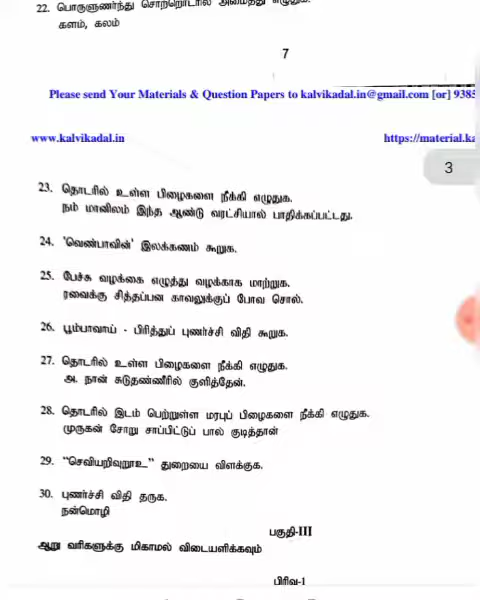 22. பொருளுணர்ந்து சொற்றொடரில் அமைத்து எழுதுக.
களம், கலம்
7
Please send Your Materials & Question Papers to kalvikadal.in@gmail.com [or] 9385
www.kalvikadal.in https://material.ka
3
23. தொடரில் உள்ள பிழைகளை நீக்கி எழுதுக.
நம் மானிலம் இந்த ஆண்டு வரட்சியால் பாதிக்கப்பட்டது.
24. 'வெண்பாவின்' இலக்கணம் கூறுக.
25. பேச்சு வழக்கை எழுத்து வழக்காக மாற்றுக.
ரவைக்கு சித்தப்பன காவலுக்குப் போவ சொல்.
26. பூம்பாவாய் - பிரித்துப் புணர்ச்சி விதி கூறுக.
27. தொடரில் உள்ள பிழைகளை நீக்கி எழுதுக.
அ. நான் சுடுதண்ணீரில் குளித்தேன்.
28. தொடரில் இடம் பெற்றுள்ள மரபுப் பிழைகளை நீக்கி எழுதுக.
முருகன் சோறு சாப்பிட்டுப் பால் குடித்தான்
29. “செவியறிவுறூஉ” துறையை விளக்குக.
30. புணர்ச்சி விதி தருக.
நன்மொழி
பகுதி-III
ஆறு வரிகளுக்கு மிகாமல் விடையளிக்கவும்
பிரிவு-1